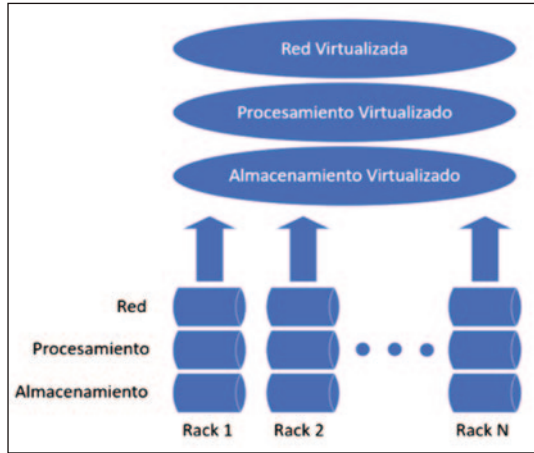 Red Virtualizada
Procesamiento Virtualizado
Almacenamiento Virtualizado
Red
Procesamiento
Almacenamiento
Rack 1 Rack 2 Rack N